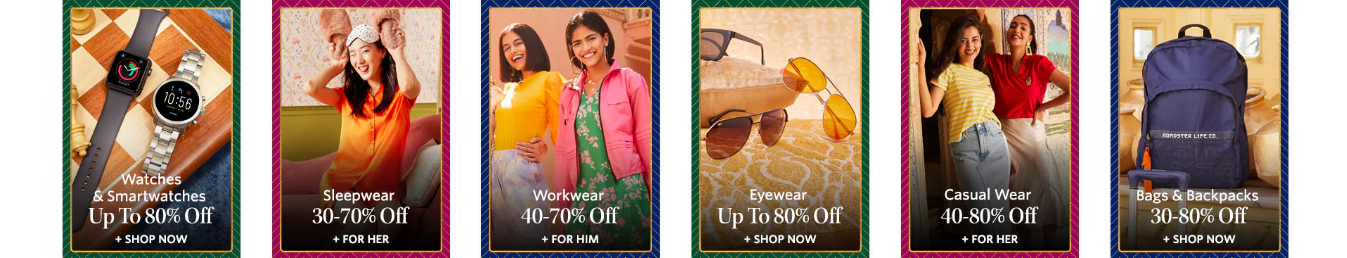 10:56
Watches
& Smartwatches
Up To 80% Off
+ SHOP NOW
Sleepwear
30-70% Off
+ FOR HER
Workwear
40-70% Off
+ FOR HIM
Eyewear
Up To 80% Off
+ SHOP NOW
Casual Wear
40-80% Off
+ FOR HER
ROADSTER LIFE CO.
Bags & Backpacks
30-80% Off
+ SHOP NOW